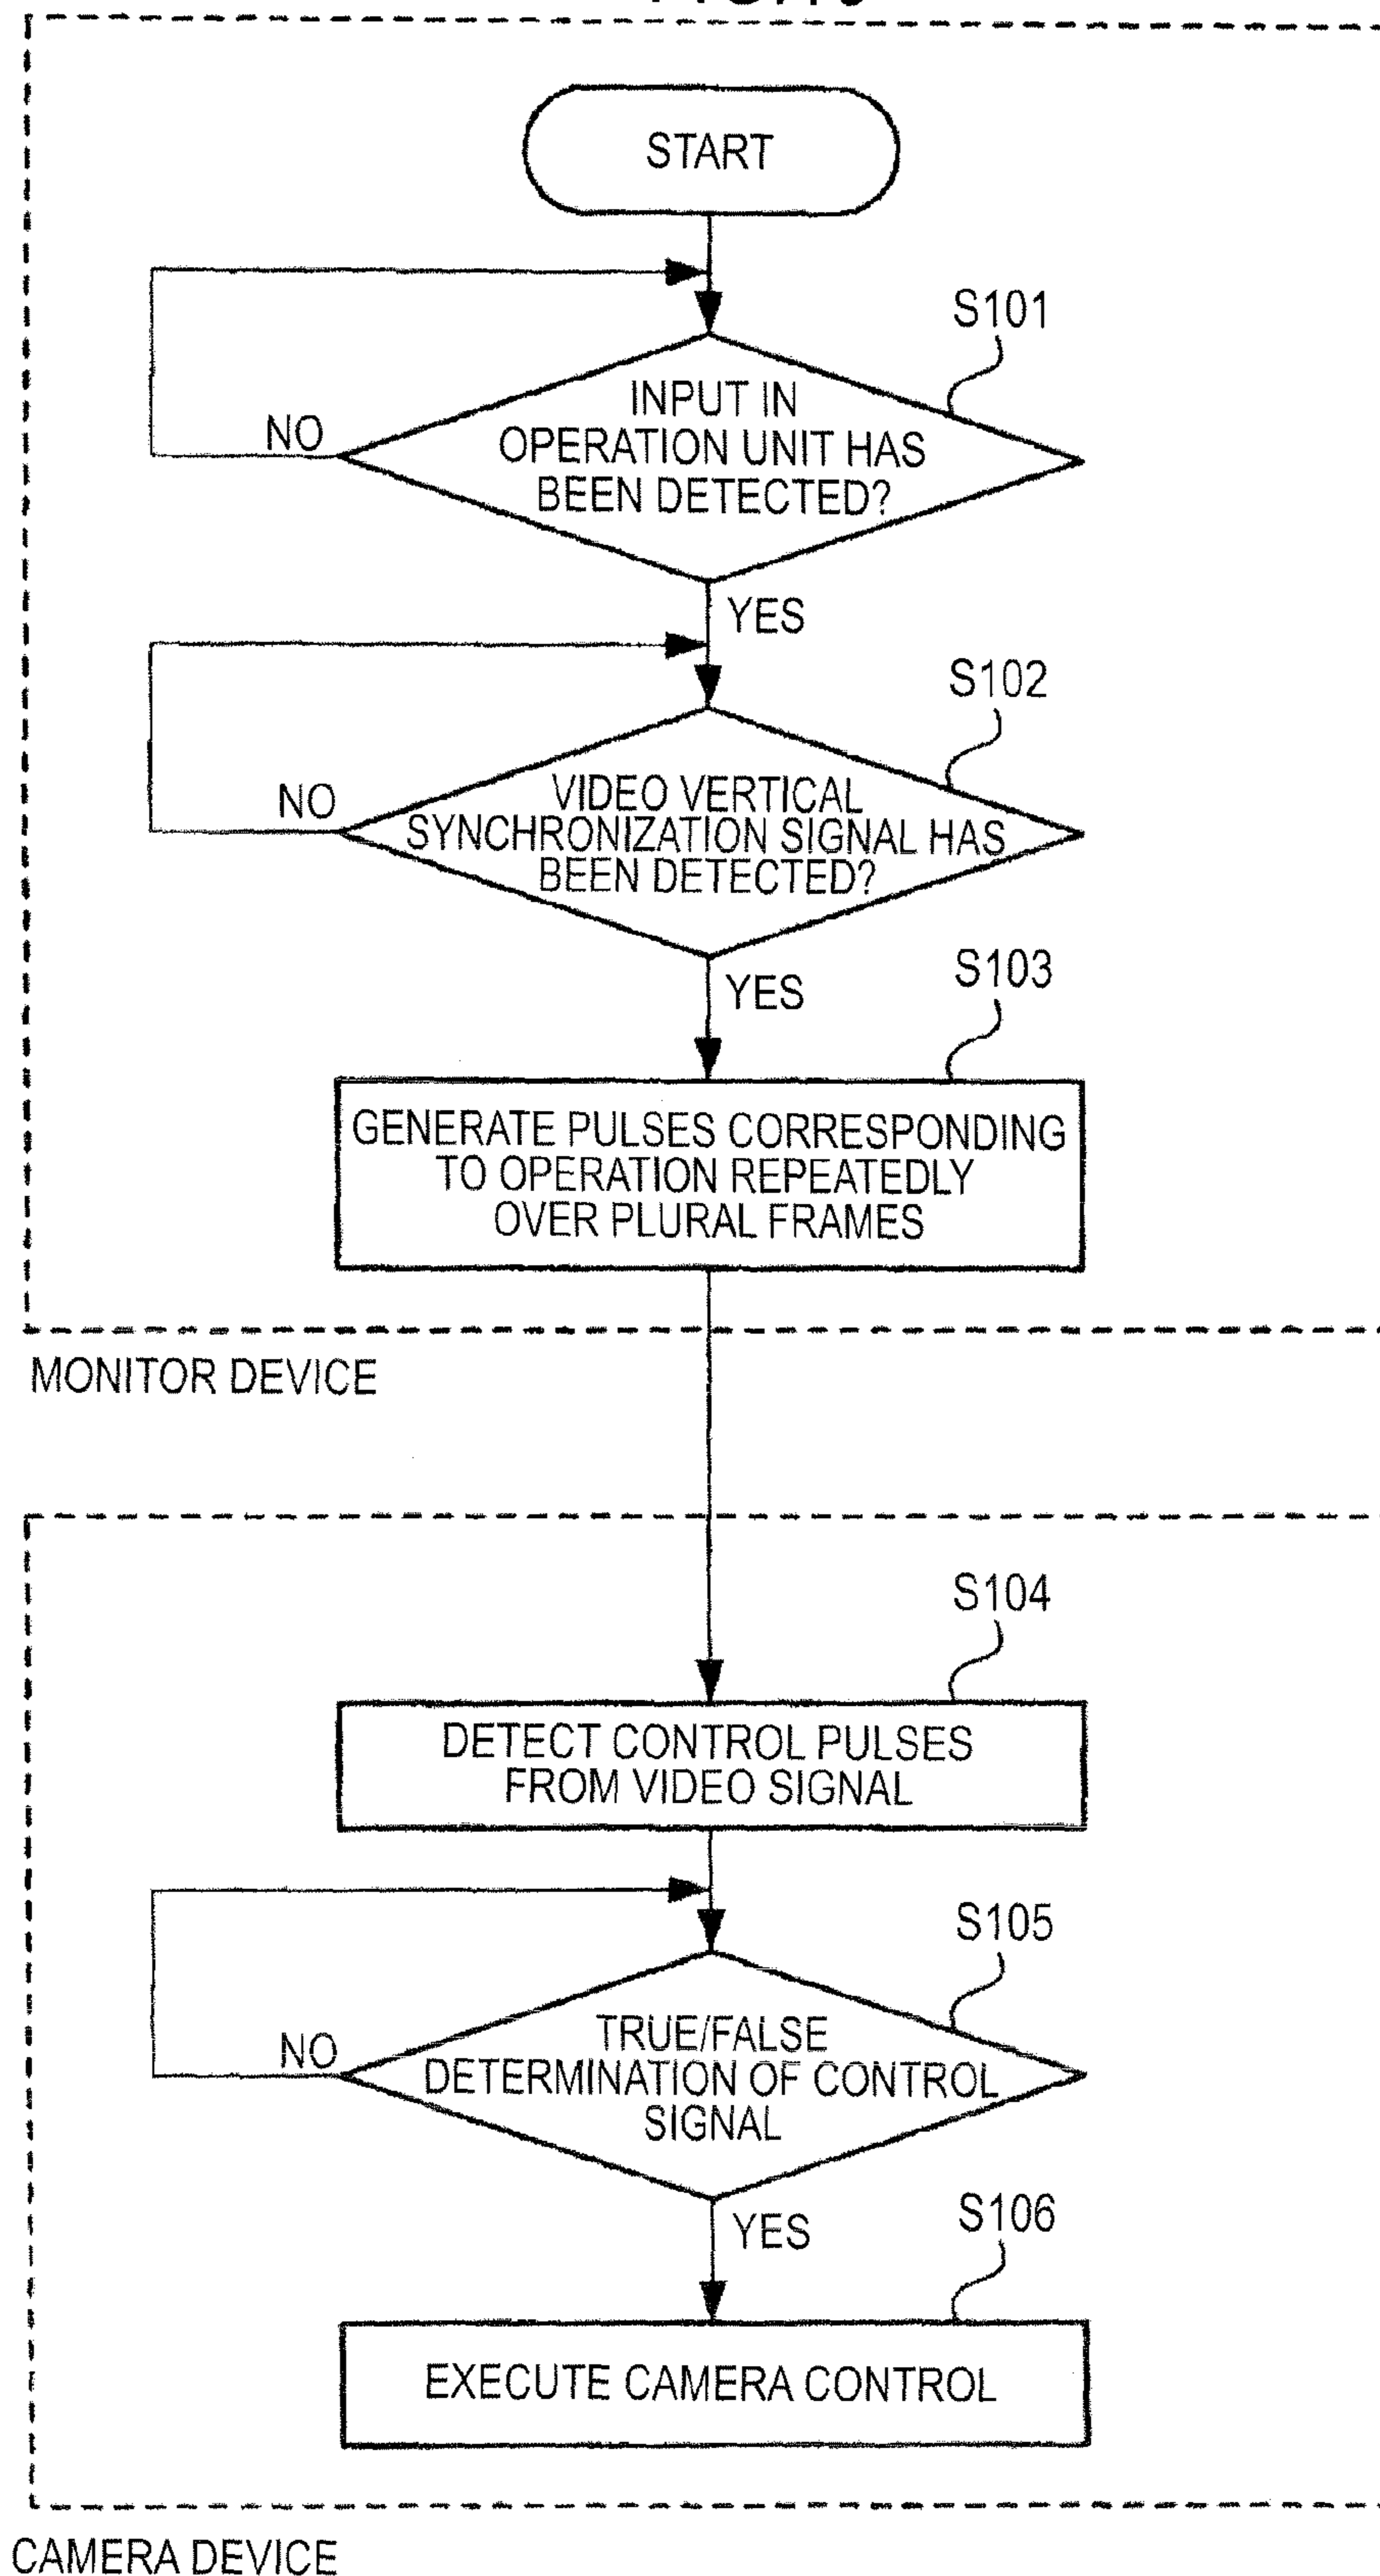 START
S101
INPUT IN
OPERATION UNIT HAS
BEEN DETECTED?
NO
YES
S102
VIDEO VERTICAL
SYNCHRONIZATION SIGNAL HAS
BEEN DETECTED?
NO
YES
S103
GENERATE PULSES CORRESPONDING
TO OPERATION REPEATEDLY
OVER PLURAL FRAMES
MONITOR DEVICE
S104
DETECT CONTROL PULSES
FROM VIDEO SIGNAL
S105
TRUE/FALSE
DETERMINATION OF CONTROL
SIGNAL
NO
YES
S106
EXECUTE CAMERA CONTROL
CAMERA DEVICE